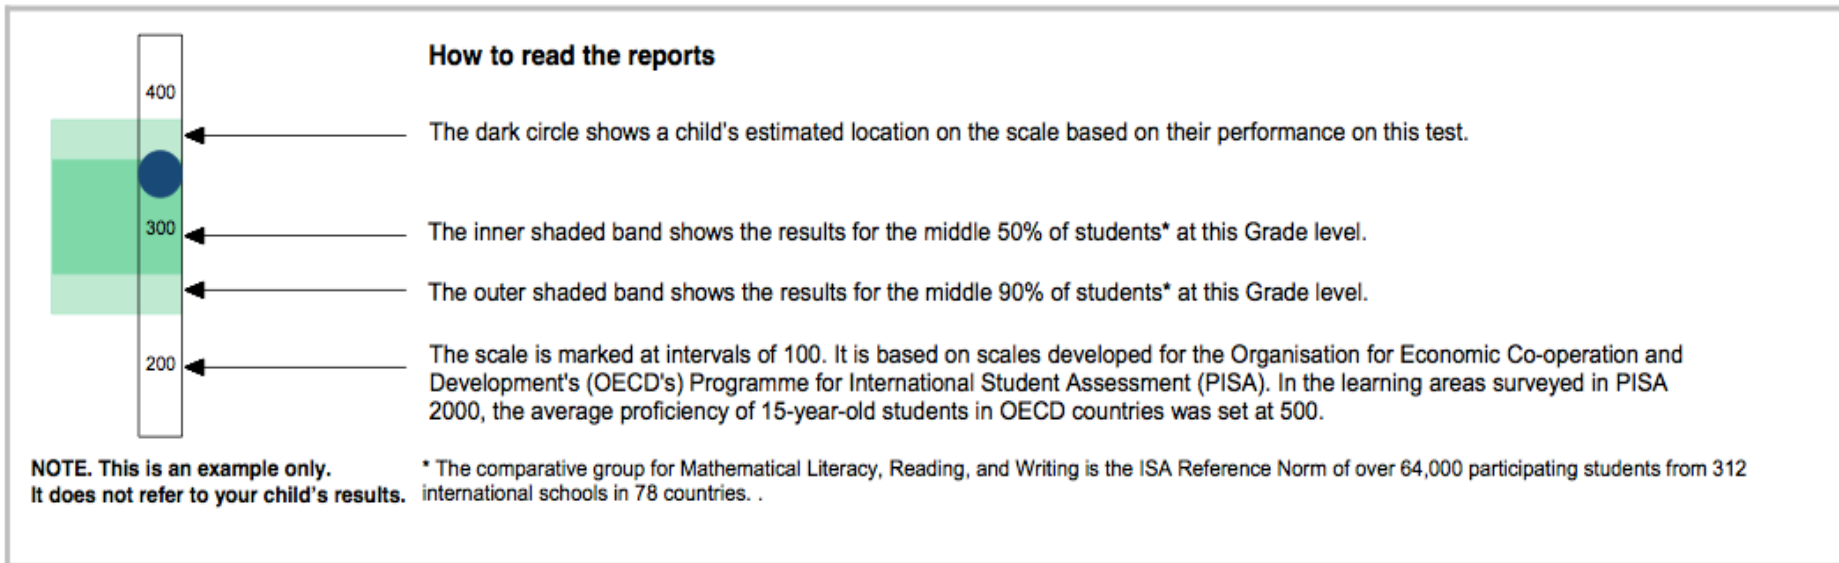 How to read the reports
400
The dark circle shows a child's estimated location on the scale based on their performance on this test.
300
The inner shaded band shows the results for the middle 50% of students* at this Grade level.
The outer shaded band shows the results for the middle 90% of students* at this Grade level.
200
The scale is marked at intervals of 100. It is based on scales developed for the Organisation for Economic Co-operation and
Development's (OECD's) Programme for International Student Assessment (PISA). In the learning areas surveyed in PISA
2000, the average proficiency of 15-year-old students in OECD countries was set at 500.
NOTE. This is an example only.
It does not refer to your child's results.
* The comparative group for Mathematical Literacy, Reading, and Writing is the ISA Reference Norm of over 64,000 participating students from 312
international schools in 78 countries. .